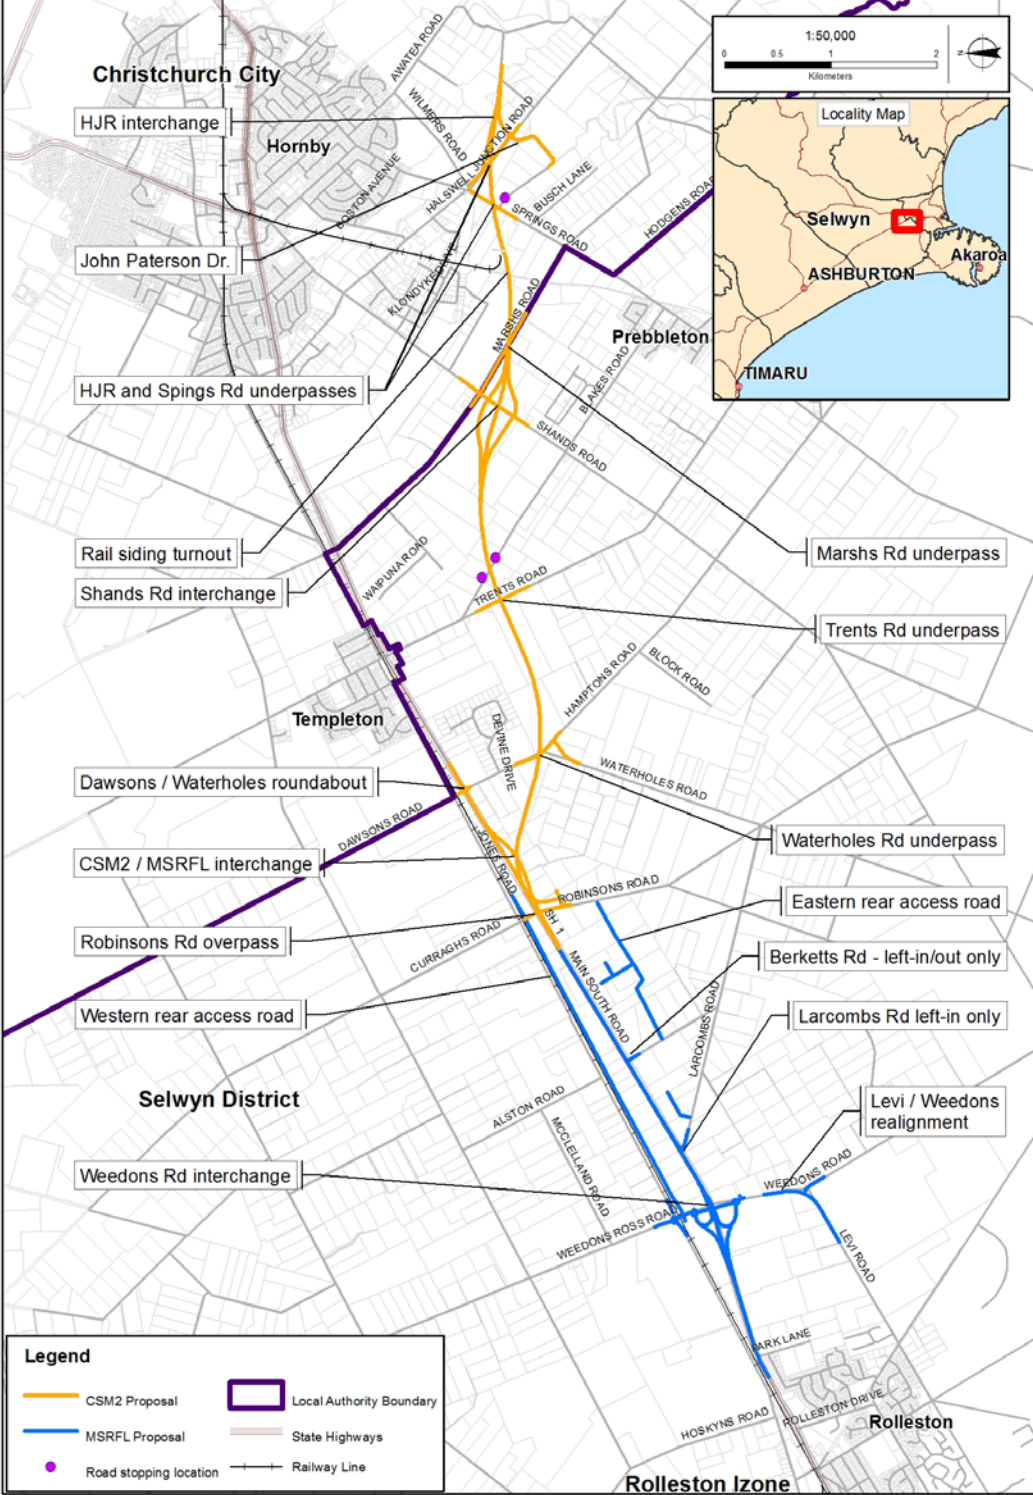 1:50,000
0 0.5 1 2
Kilometers
N
Locality Map
Selwyn
Akaroa
ASHBURTON
TIMARU
Christchurch City
AWATEA ROAD
HJR interchange
WILMERS ROAD
Hornby
HALSWELL JUNCTION ROAD
BOSTON AVENUE
BUSCH LANE
SPRINGS ROAD
HODGENS ROAD
John Paterson Dr.
KLONDYKE DRIVE
MARSHS ROAD
Prebbleton
BLAKES ROAD
HJR and Spings Rd underpasses
SHANDS ROAD
Rail siding turnout
Marshs Rd underpass
WAIPUNA ROAD
Shands Rd interchange
TRENTS ROAD
Trents Rd underpass
HAMPTONS ROAD
BLOCK ROAD
Templeton
DEVINE DRIVE
WATERHOLES ROAD
Dawsons / Waterholes roundabout
DAWSONS ROAD
Waterholes Rd underpass
CSM2 / MSRFL interchange
JONES ROAD
ROBINSONS ROAD
Eastern rear access road
SH 1
Robinsons Rd overpass
CURRAGHS ROAD
MAIN SOUTH ROAD
Berketts Rd - left-in/out only
Western rear access road
LARCOMBS ROAD
Larcombs Rd left-in only
Selwyn District
ALSTON ROAD
MCCLELLAND ROAD
Levi / Weedons
realignment
Weedons Rd interchange
WEEDONS ROAD
WEEDONS ROSS ROAD
LEVI ROAD
PARK LANE
HOSKYNS ROAD
ROLLESTON DRIVE
Rolleston
Rolleston Izone
Legend
CSM2 Proposal
Local Authority Boundary
MSRFL Proposal
State Highways
Road stopping location
Railway Line